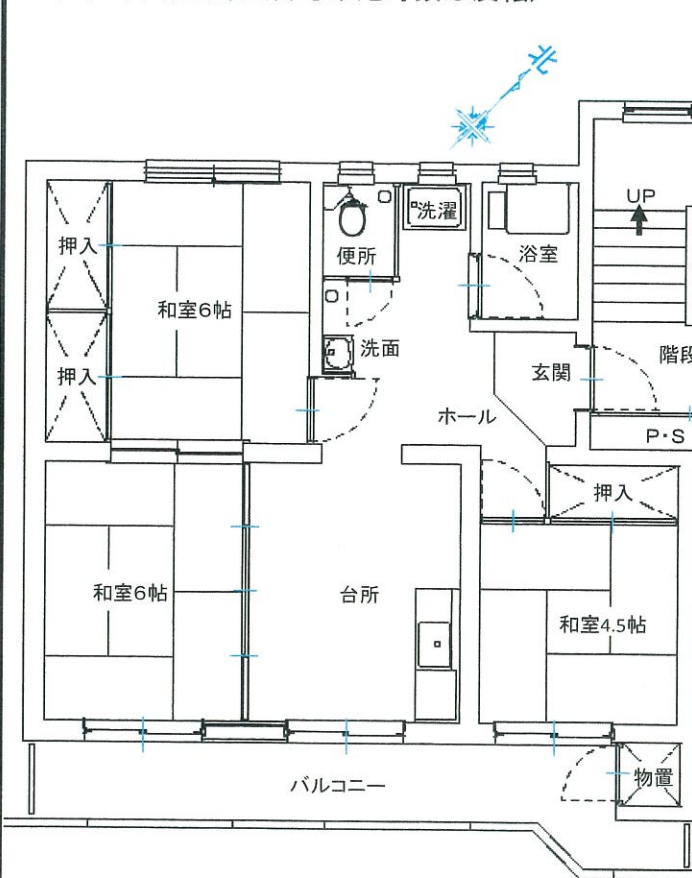 北
UP
洗濯
押入
便所
浴室
和室6帖
洗面
階段
押入
玄関
ホール
P・S
押入
和室6帖
台所
和室4.5帖
物置
バルコニー